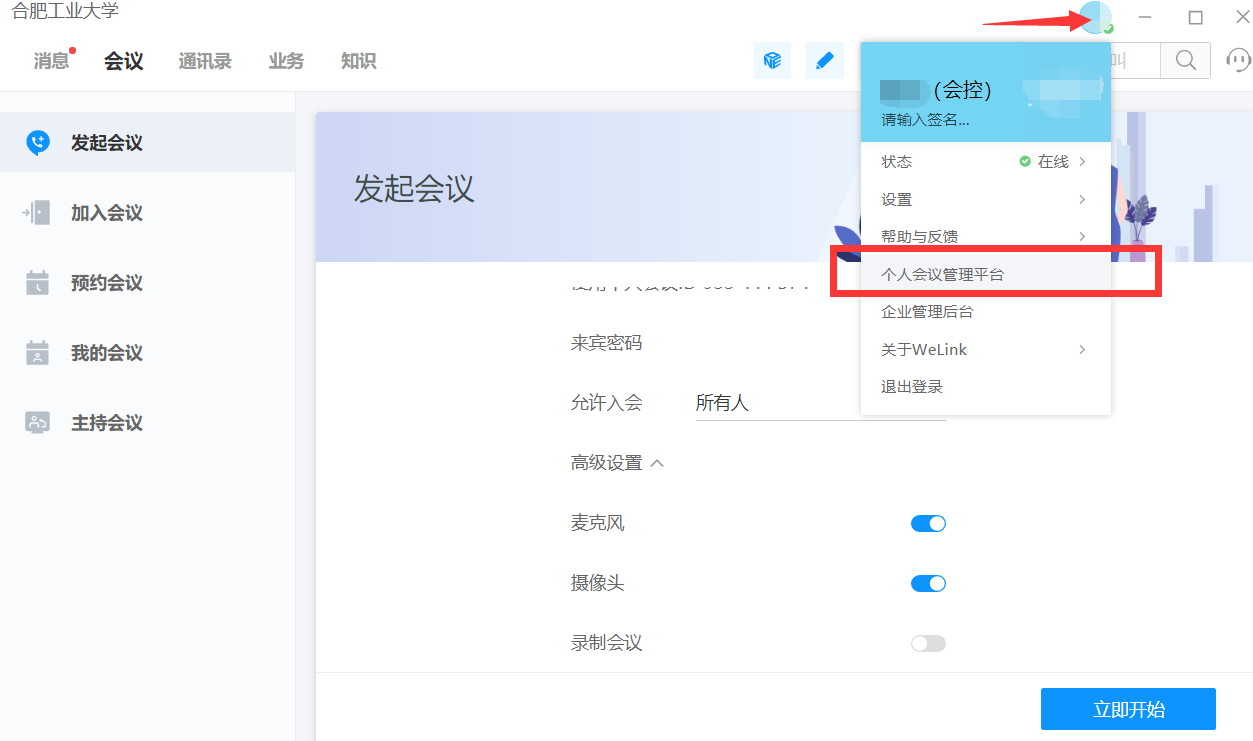 合肥工业大学
消息 会议 通讯录 业务 知识
(会控)
请输入签名...
状态 在线
设置
帮助与反馈
个人会议管理平台
企业管理后台
关于WeLink
退出登录
发起会议
加入会议
预约会议
我的会议
主持会议
发起会议
来宾密码
允许入会 所有人
高级设置
麦克风
摄像头
录制会议
立即开始